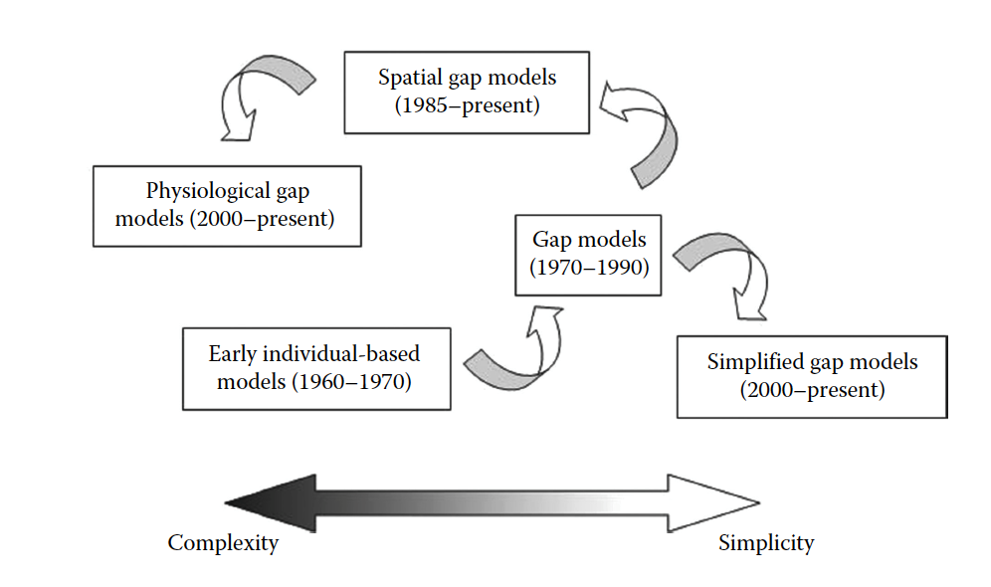 Spatial gap models
(1985–present)
Physiological gap
models (2000–present)
Gap models
(1970–1990)
Early individual-based
models (1960–1970)
Simplified gap models
(2000–present)
Complexity
Simplicity